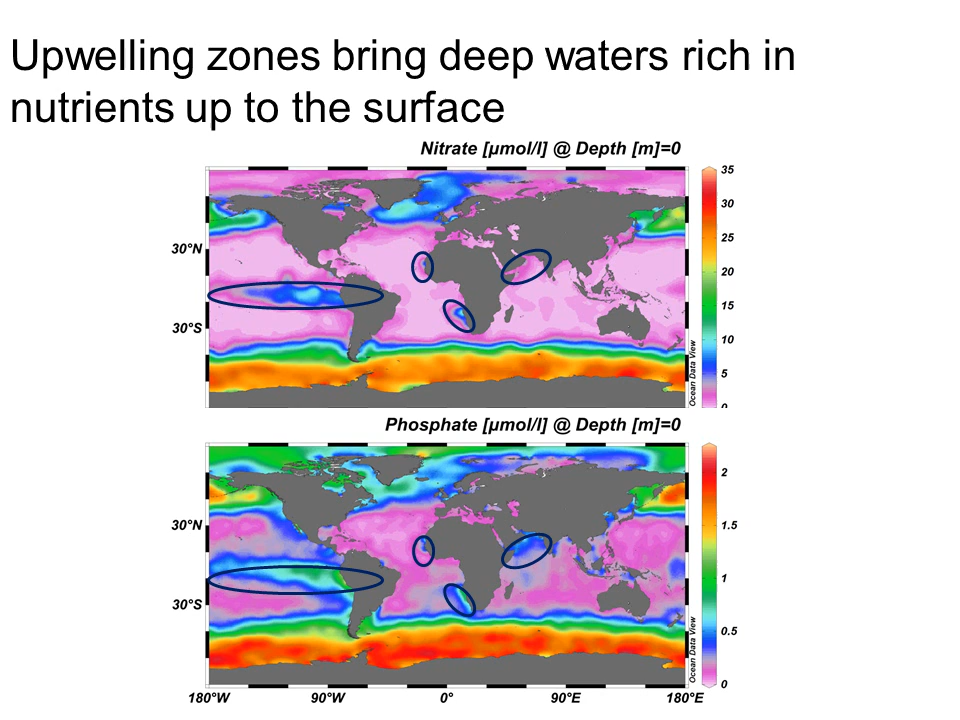 Upwelling zones bring deep waters rich in
nutrients up to the surface
Nitrate [µmol/l] @ Depth [m]=0
35
30
30°N
25
20
15
30°S
10
5
0
Ocean Data View
Phosphate [µmol/l] @ Depth [m]=0
2
30°N
1.5
1
30°S
0.5
0
Ocean Data View
180°W 90°W 0° 90°E 180°E